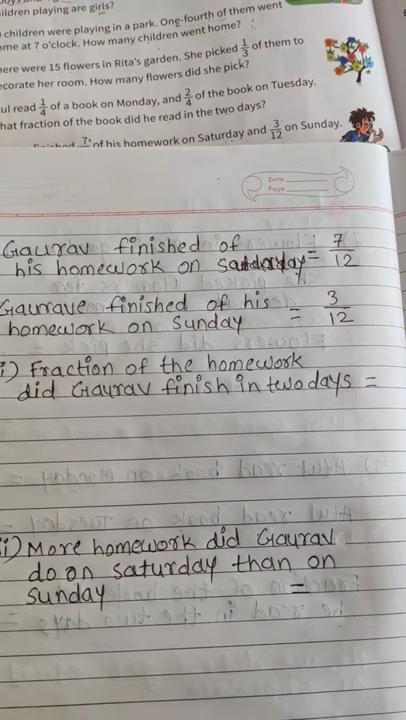 ildren playing are girls?
children were playing in a park. One-fourth of them went
ome at 7 o'clock. How many children went home?
here were 15 flowers in Rita's garden. She picked 1/3 of them to
ecorate her room. How many flowers did she pick?
ul read 1/4 of a book on Monday, and 2/4 of the book on Tuesday.
hat fraction of the book did he read in the two days?
7 of his homework on Saturday and 3/12 on Sunday.
Date
Page
Gaurav finished of
his homework on Saturday = 7/12
Gaurave finished of his
homework on Sunday = 3/12
i) Fraction of the homework
did Gaurav finish in two days =
ii) More homework did Gaurav
do on saturday than on
sunday =